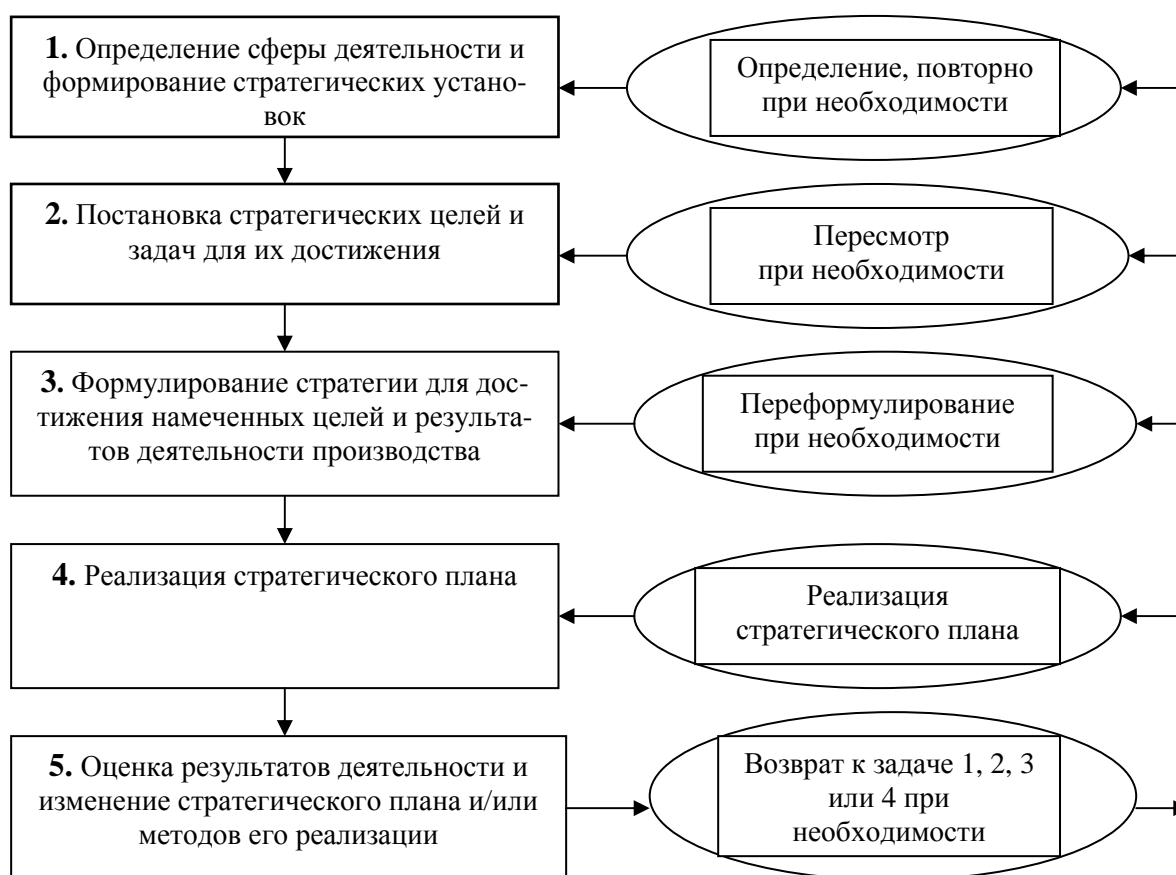 1. Определение сферы деятельности и
формирование стратегических устано-
вок
Определение, повторно
при необходимости
2. Постановка стратегических целей и
задач для их достижения
Пересмотр
при необходимости
3. Формулирование стратегии для дос-
тижения намеченных целей и результа-
тов деятельности производства
Переформулирование
при необходимости
4. Реализация стратегического плана
Реализация
стратегического плана
5. Оценка результатов деятельности и
изменение стратегического плана и/или
методов его реализации
Возврат к задаче 1, 2, 3
или 4 при
необходимости